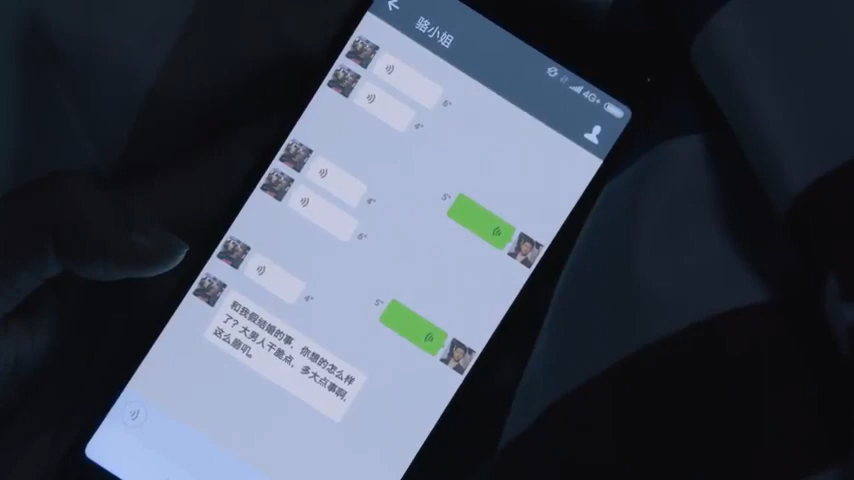 骆小姐
4G+
6"
4"
5"
4"
6"
4"
5"
和我假结婚的事，你想的怎么样
了？大男人干脆点，多大点事啊，
这么磨叽。